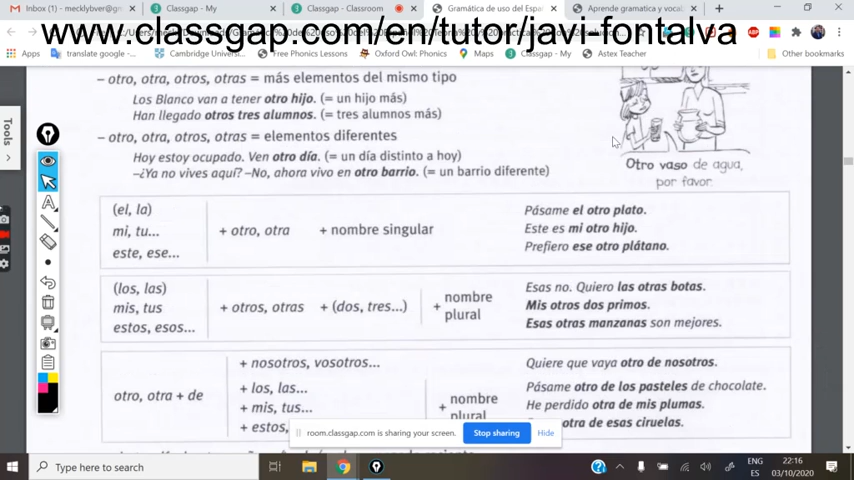 Inbox (1) - mecklybver@gm
Classgap - My
Classgap - Classroom
Gramática de uso del Españ
Aprende gramática y vocabu
www.classgap.com/en/tutor/javi-fontalva
Apps
translate google -...
Cambridge Universi...
Free Phonics Lessons
Oxford Owl: Phonics
Maps
Classgap - My
Astex Teacher
Other bookmarks
Tools
– otro, otra, otros, otras = más elementos del mismo tipo
Los Blanco van a tener otro hijo. (= un hijo más)
Han llegado otros tres alumnos. (= tres alumnos más)
– otro, otra, otros, otras = elementos diferentes
Hoy estoy ocupado. Ven otro día. (= un día distinto a hoy)
–¿Ya no vives aquí? –No, ahora vivo en otro barrio. (= un barrio diferente)
Otro vaso de agua,
por favor.
(el, la)
mi, tu...
este, ese...
+ otro, otra
+ nombre singular
Pásame el otro plato.
Este es mi otro hijo.
Prefiero ese otro plátano.
(los, las)
mis, tus
estos, esos...
+ otros, otras
+ (dos, tres...)
+ nombre
plural
Esas no. Quiero las otras botas.
Mis otros dos primos.
Esas otras manzanas son mejores.
otro, otra + de
+ nosotros, vosotros...
+ los, las...
+ mis, tus...
+ estos,
+ nombre
plural
Quiere que vaya otro de nosotros.
Pásame otro de los pasteles de chocolate.
He perdido otra de mis plumas.
otra de esas ciruelas.
room.classgap.com is sharing your screen.
Stop sharing
Hide
Type here to search
ENG
ES
22:16
03/10/2020